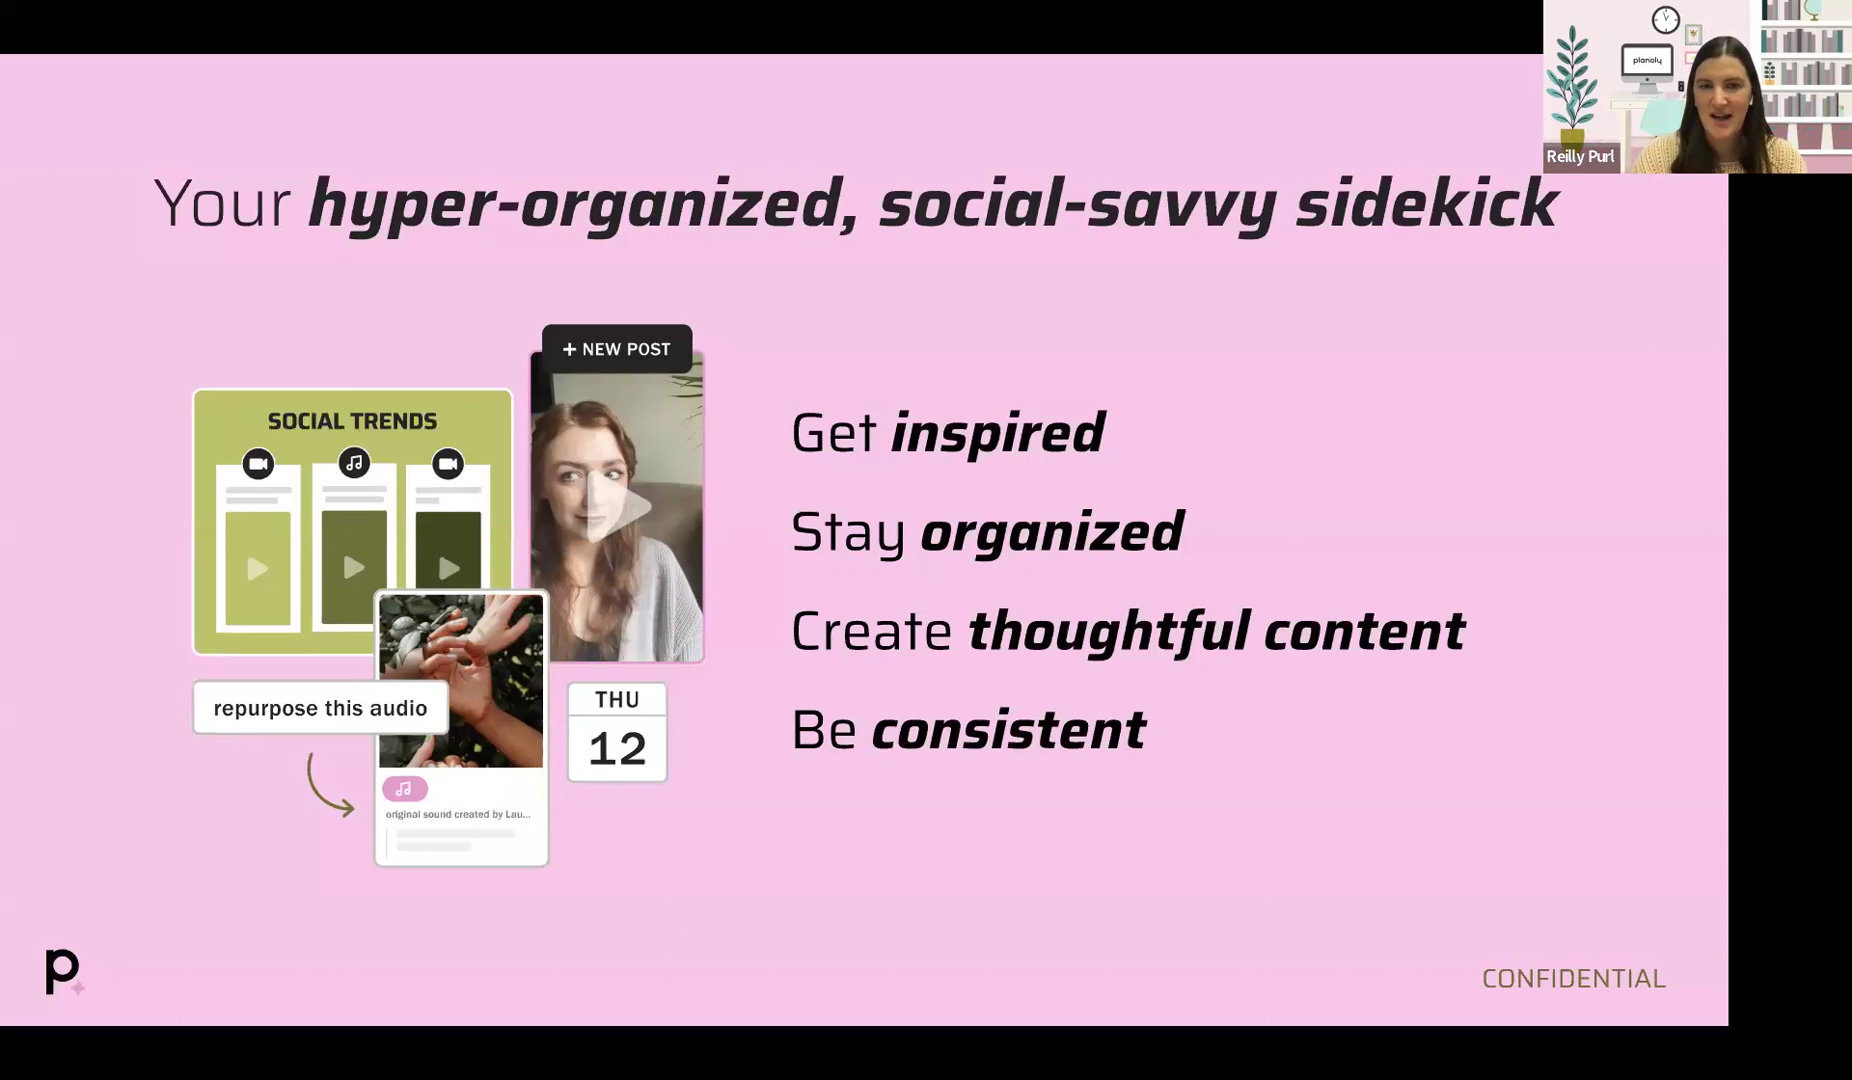 planoly
Reilly Purl
Your hyper-organized, social-savvy sidekick
+ NEW POST
SOCIAL TRENDS
repurpose this audio
THU
12
original sound created by Lau...
Get inspired
Stay organized
Create thoughtful content
Be consistent
p
CONFIDENTIAL